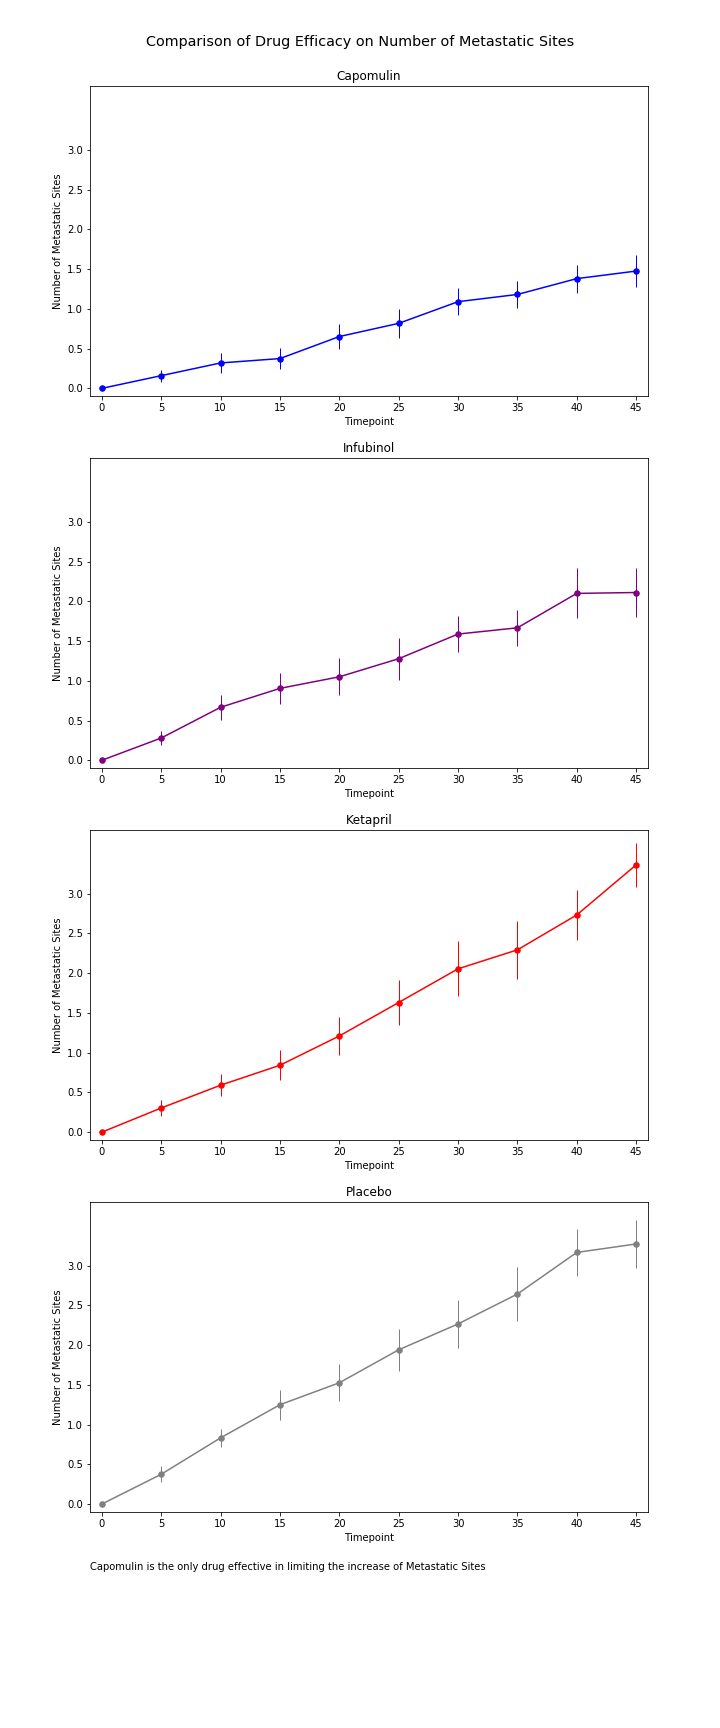 Comparison of Drug Efficacy on Number of Metastatic Sites
Capomulin
3.0
2.5
2.0
1.5
1.0
0.5
0.0
Number of Metastatic Sites
0 5 10 15 20 25 30 35 40 45
Timepoint
Infubinol
3.0
2.5
2.0
1.5
1.0
0.5
0.0
Number of Metastatic Sites
0 5 10 15 20 25 30 35 40 45
Timepoint
Ketapril
3.0
2.5
2.0
1.5
1.0
0.5
0.0
Number of Metastatic Sites
0 5 10 15 20 25 30 35 40 45
Timepoint
Placebo
3.0
2.5
2.0
1.5
1.0
0.5
0.0
Number of Metastatic Sites
0 5 10 15 20 25 30 35 40 45
Timepoint
Capomulin is the only drug effective in limiting the increase of Metastatic Sites